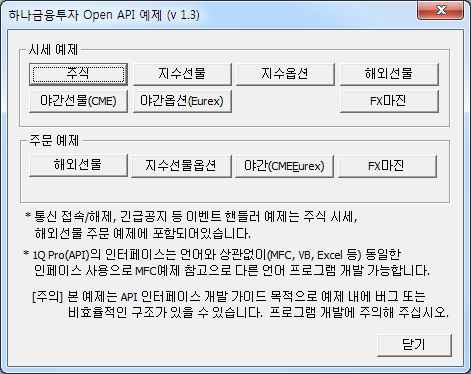 하나금융투자 Open API 예제 (v 1.3)
시세 예제
주식 지수선물 지수옵션 해외선물
야간선물(CME) 야간옵션(Eurex) FX마진
주문 예제
해외선물 지수선물옵션 야간(CMEEurex) FX마진
* 통신 접속/해제, 긴급공지 등 이벤트 핸들러 예제는 주식 시세,
해외선물 주문 예제에 포함되어있습니다.
* 1Q Pro(API)의 인터페이스는 언어와 상관없이(MFC, VB, Excel 등) 동일한
인페이스 사용으로 MFC예제 참고으로 다른 언어 프로그램 개발 가능합니다.
[주의] 본 예제는 API 인터페이스 개발 가이드 목적으로 예제 내에 버그 또는
비효율적인 구조가 있을 수 있습니다. 프로그램 개발에 주의해 주십시오.
닫기